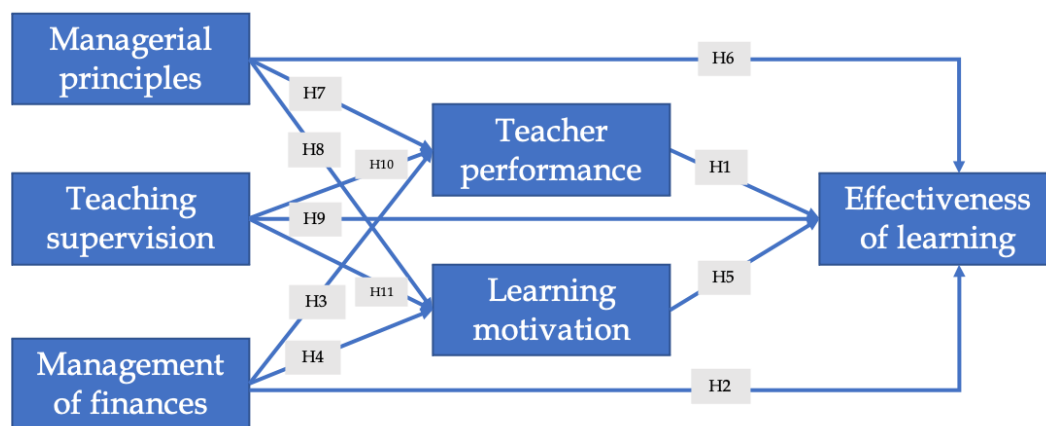 Managerial
principles
H6
H7
Teacher
performance
H8
H10
H1
Teaching
supervision
H9
Effectiveness
of learning
H11
Learning
motivation
H5
H3
H4
Management
of finances
H2